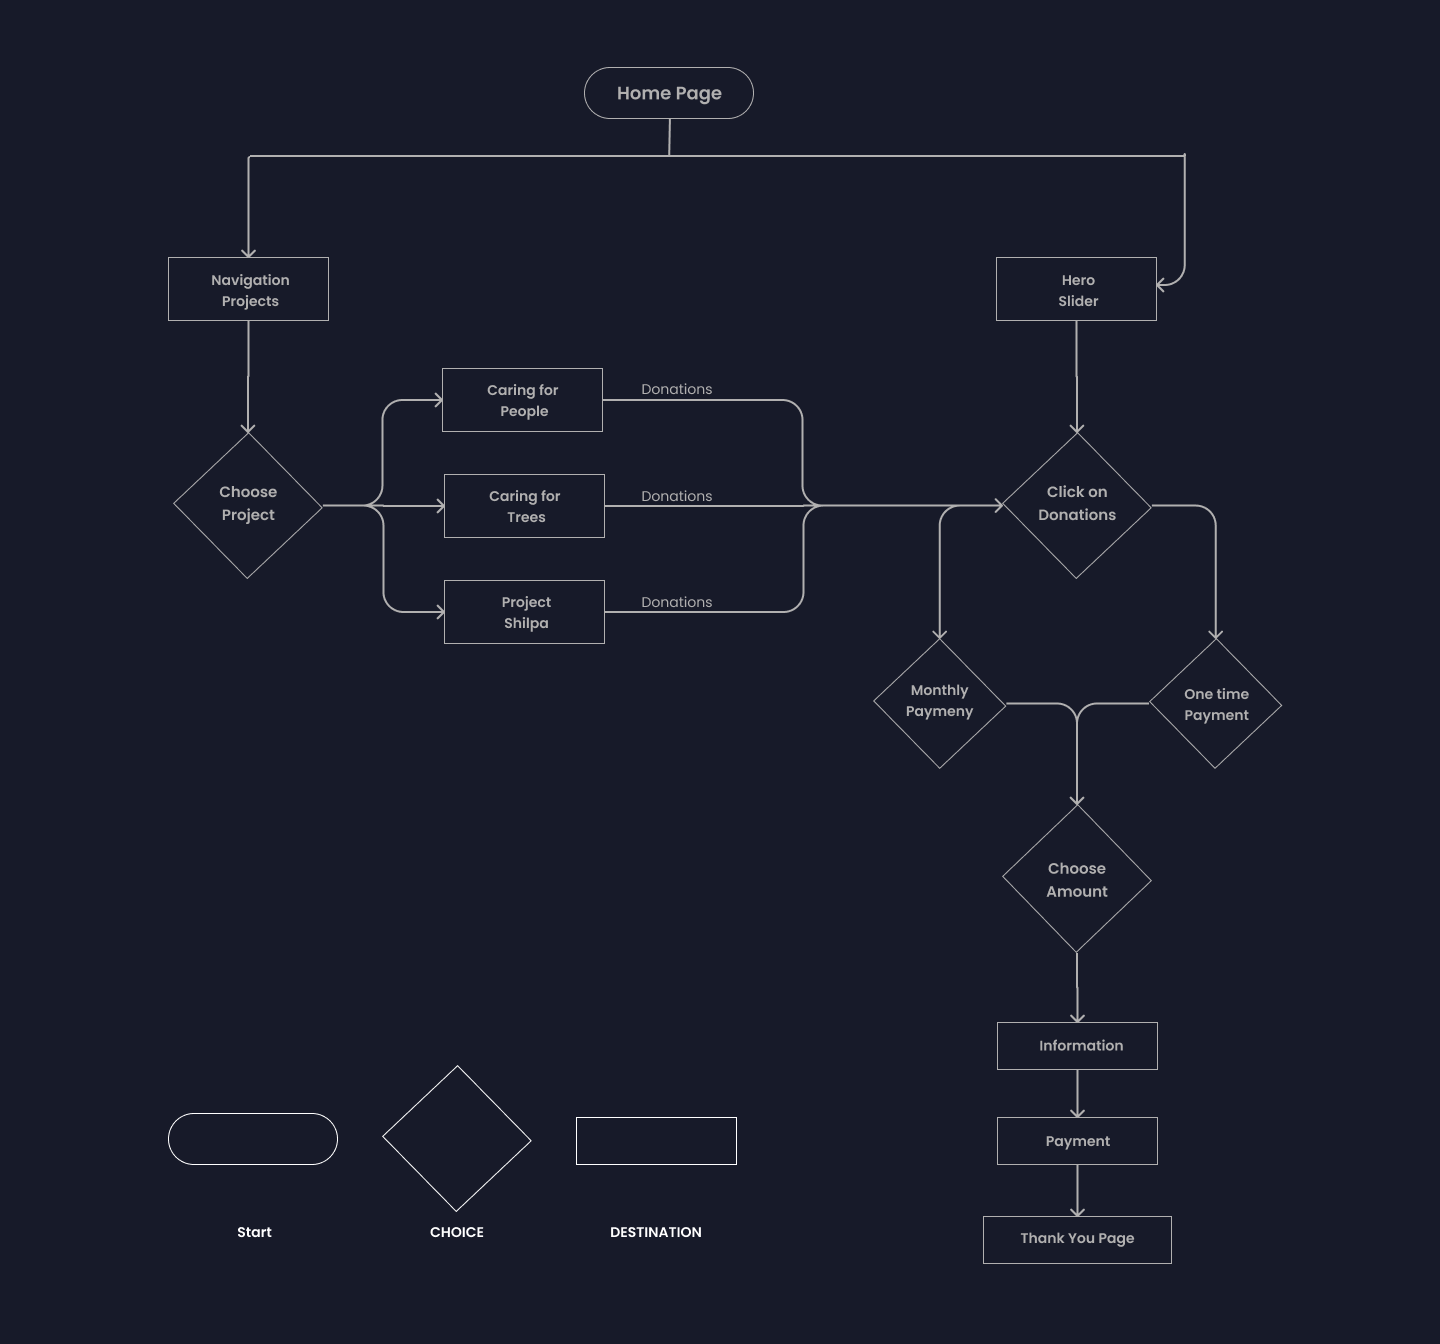 Home Page
Navigation
Projects
Hero
Slider
Caring for
People
Donations
Choose
Project
Caring for
Trees
Donations
Click on
Donations
Project
Shilpa
Donations
Monthly
Paymeny
One time
Payment
Choose
Amount
Information
Payment
Thank You Page
Start
CHOICE
DESTINATION